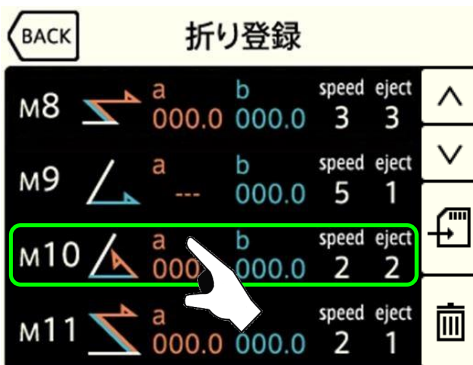 BACK 折り登録
M8 a 000.0 b 000.0 speed 3 eject 3
M9 a --- b 000.0 speed 5 eject 1
M10 a 000 b 000.0 speed 2 eject 2
M11 a 000.0 b 000.0 speed 2 eject 1